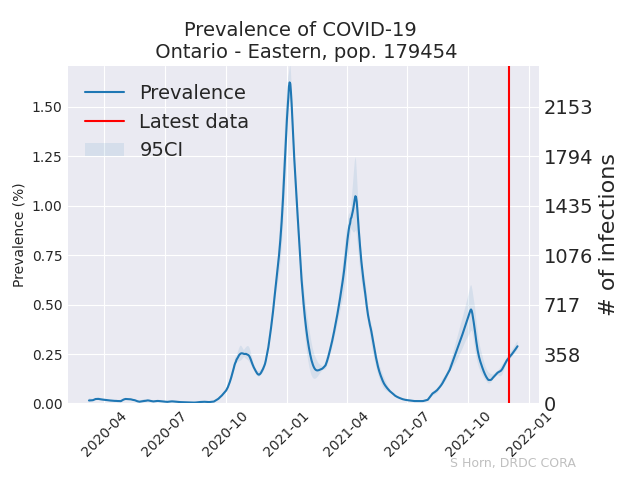 Prevalence of COVID-19
Ontario - Eastern, pop. 179454
Prevalence
Latest data
95CI
Prevalence (%)
1.50
1.25
1.00
0.75
0.50
0.25
0.00
2153
1794
1435
1076
717
358
0
# of infections
2020-04
2020-07
2020-10
2021-01
2021-04
2021-07
2021-10
2022-01
S Horn, DRDC CORA